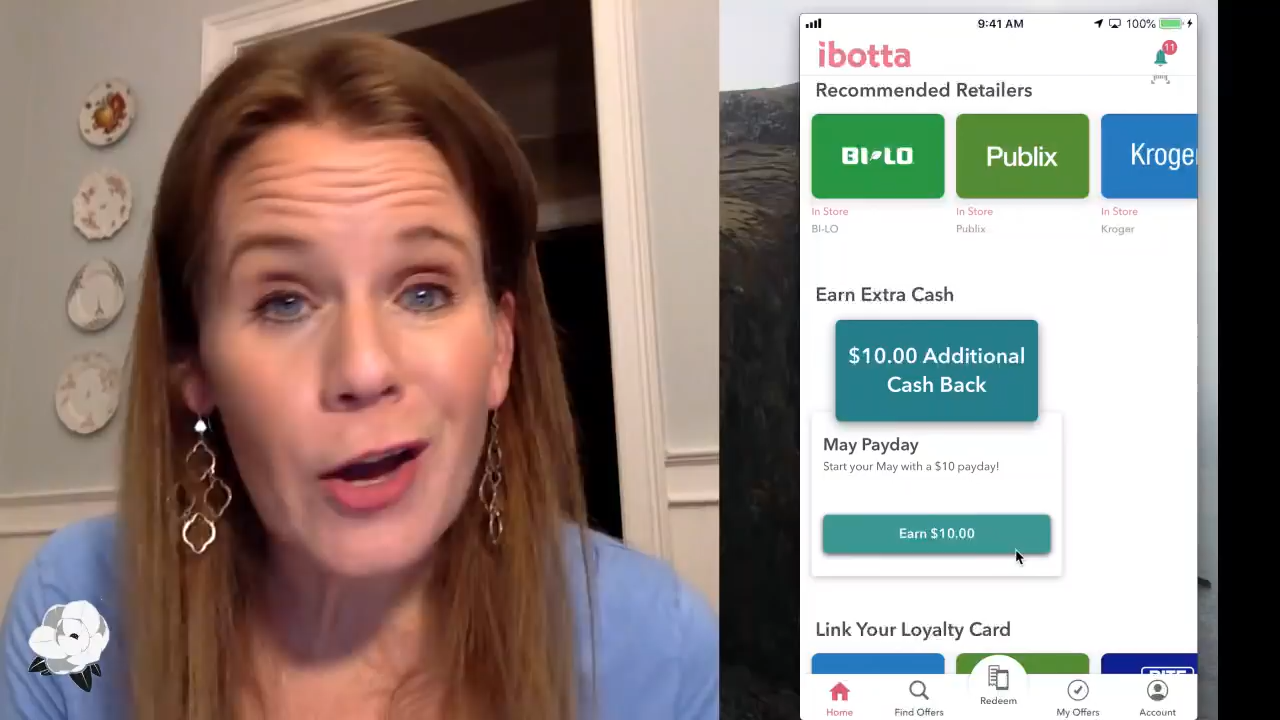 9:41 AM
100%
ibotta
11
Recommended Retailers
BI-LO
Publix
Kroger
In Store
In Store
In Store
BI-LO
Publix
Kroger
Earn Extra Cash
$10.00 Additional
Cash Back
May Payday
Start your May with a $10 payday!
Earn $10.00
Link Your Loyalty Card
Home
Find Offers
Redeem
My Offers
Account